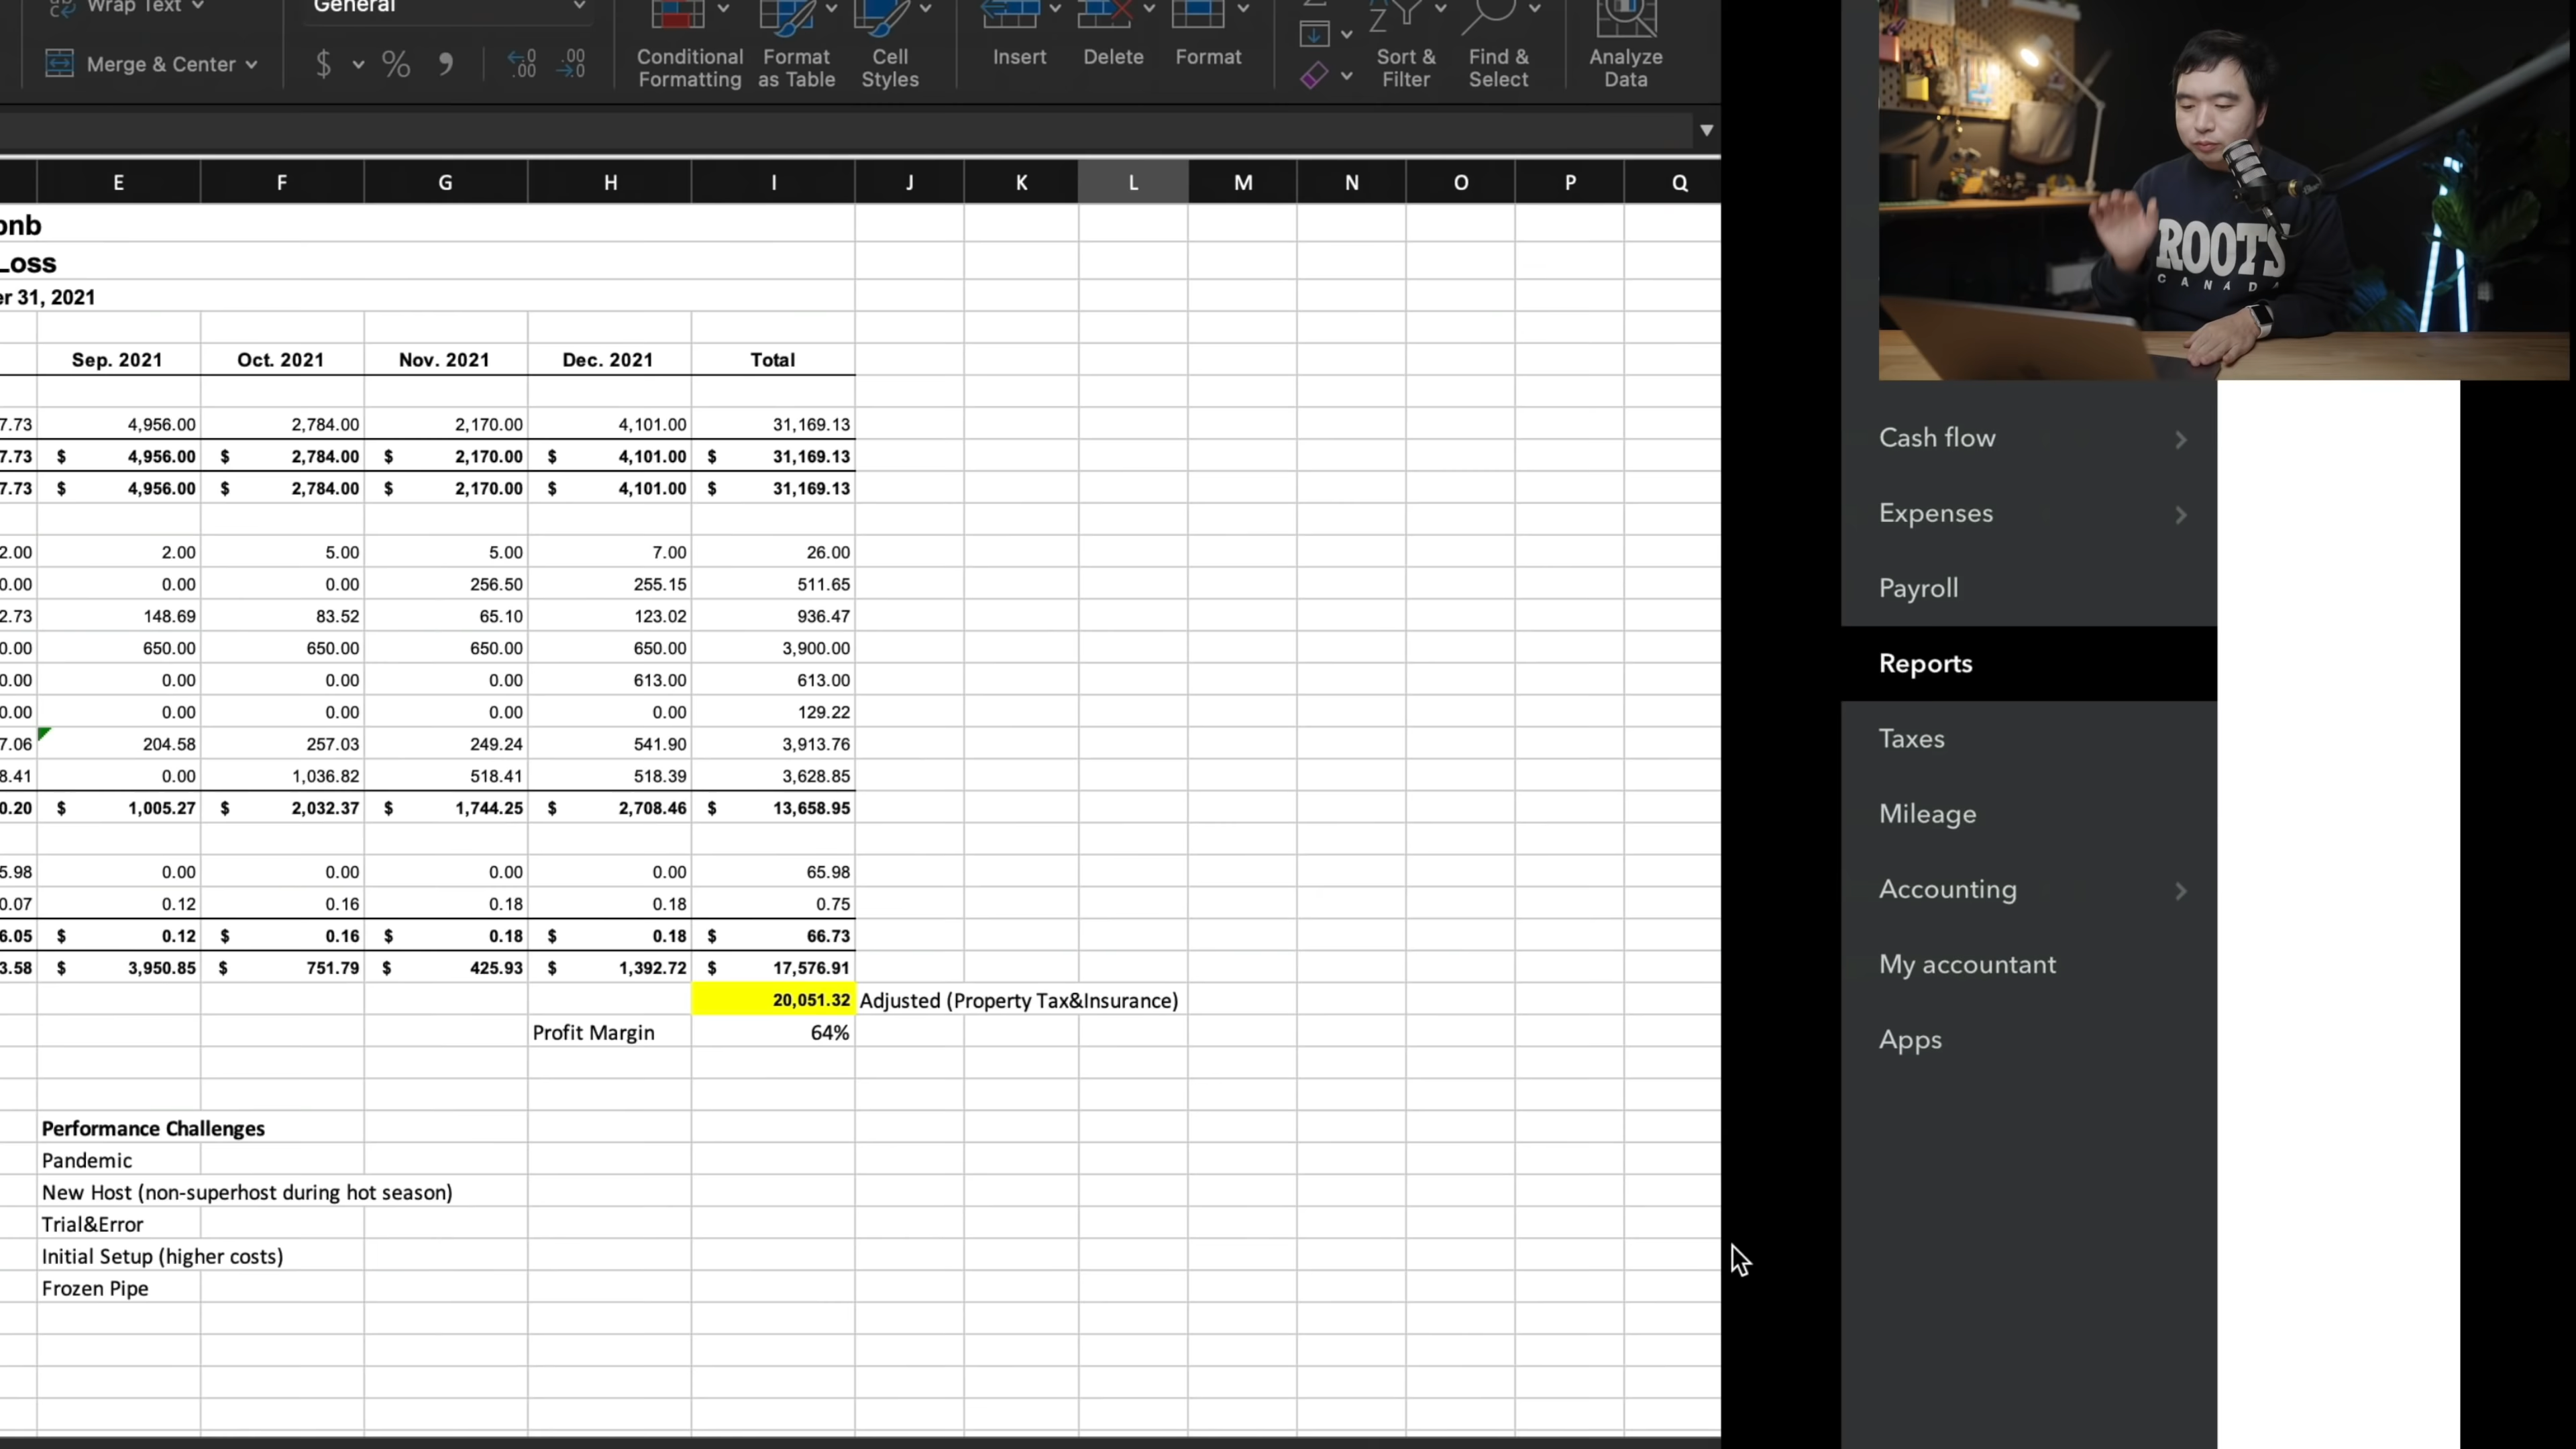 Wrap Text
General
Merge & Center
$ % ,
.00
.00
Conditional Formatting
Format as Table
Cell Styles
Insert
Delete
Format
Sort & Filter
Find & Select
Analyze Data
E F G H I J K L M N O P Q
bnb
Loss
er 31, 2021
Sep. 2021 Oct. 2021 Nov. 2021 Dec. 2021 Total
7.73 4,956.00 2,784.00 2,170.00 4,101.00 31,169.13
7.73 $ 4,956.00 $ 2,784.00 $ 2,170.00 $ 4,101.00 $ 31,169.13
7.73 $ 4,956.00 $ 2,784.00 $ 2,170.00 $ 4,101.00 $ 31,169.13
2.00 2.00 5.00 5.00 7.00 26.00
0.00 0.00 0.00 256.50 255.15 511.65
2.73 148.69 83.52 65.10 123.02 936.47
0.00 650.00 650.00 650.00 650.00 3,900.00
0.00 0.00 0.00 0.00 613.00 613.00
0.00 0.00 0.00 0.00 0.00 129.22
7.06 204.58 257.03 249.24 541.90 3,913.76
8.41 0.00 1,036.82 518.41 518.39 3,628.85
0.20 $ 1,005.27 $ 2,032.37 $ 1,744.25 $ 2,708.46 $ 13,658.95
5.98 0.00 0.00 0.00 0.00 65.98
0.07 0.12 0.16 0.18 0.18 0.75
6.05 $ 0.12 $ 0.16 $ 0.18 $ 0.18 $ 66.73
3.58 $ 3,950.85 $ 751.79 $ 425.93 $ 1,392.72 $ 17,576.91
20,051.32 Adjusted (Property Tax&Insurance)
Profit Margin 64%
Performance Challenges
Pandemic
New Host (non-superhost during hot season)
Trial&Error
Initial Setup (higher costs)
Frozen Pipe
ROOTS
CANADA
Cash flow
Expenses
Payroll
Reports
Taxes
Mileage
Accounting
My accountant
Apps